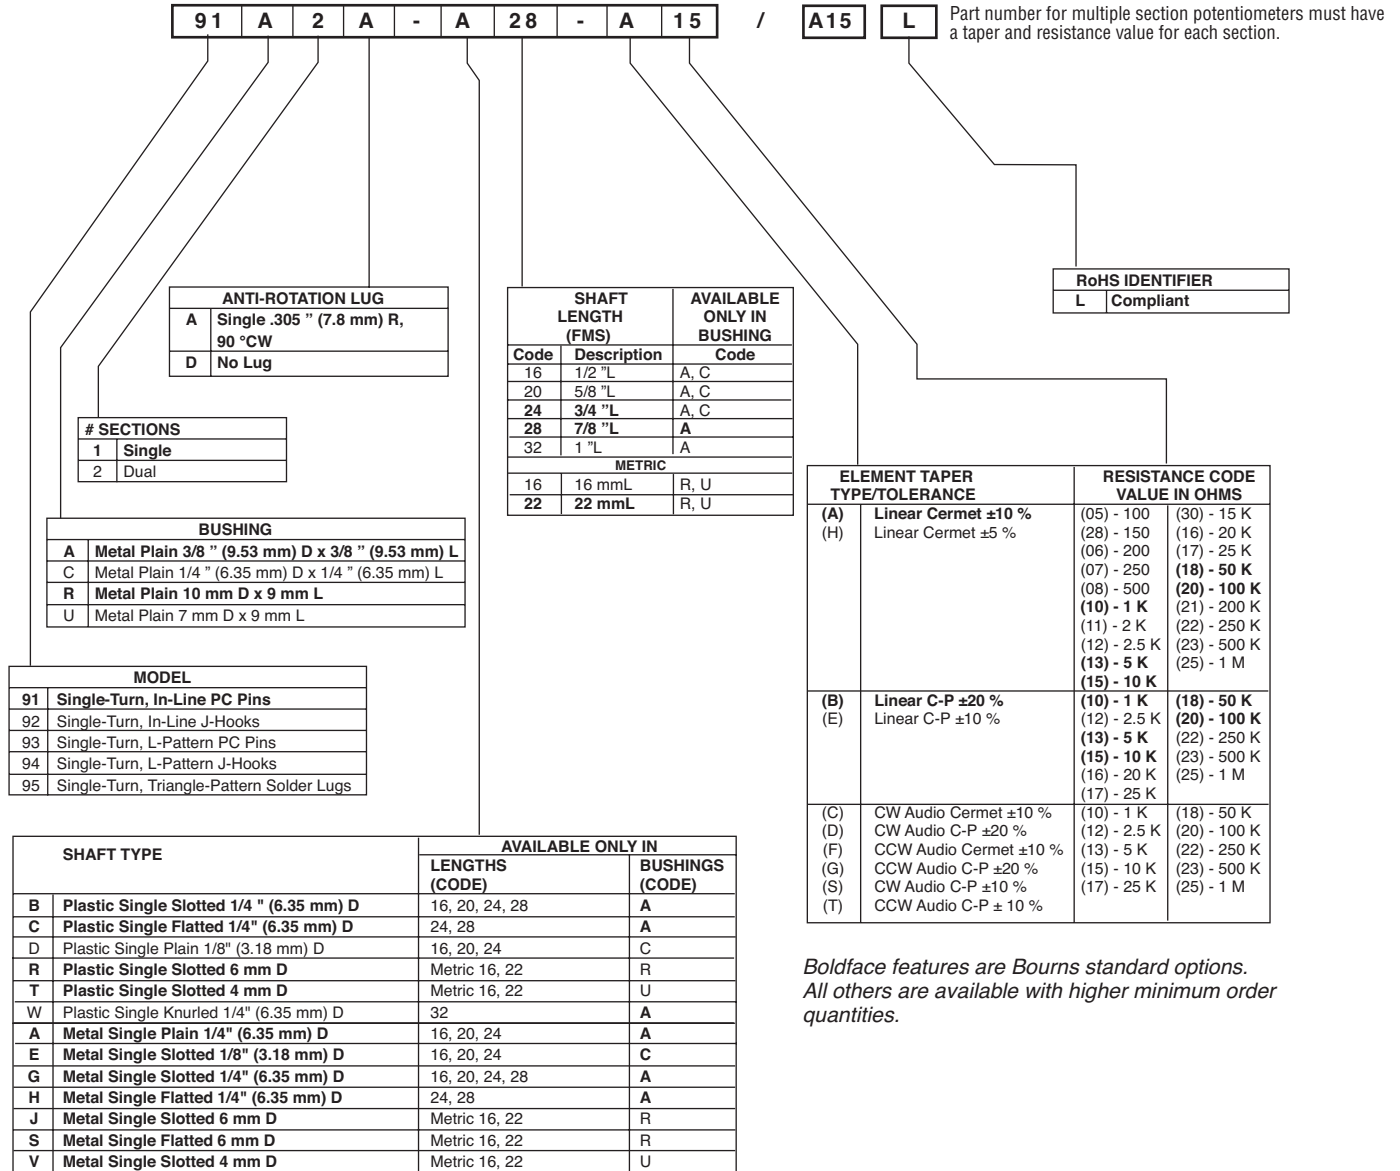 91 A 2 A - A 28 - A 15 / A15 L
Part number for multiple section potentiometers must have
a taper and resistance value for each section.
RoHS IDENTIFIER
L Compliant
ANTI-ROTATION LUG
A Single .305 ” (7.8 mm) R,
90 °CW
D No Lug
SHAFT LENGTH (FMS) AVAILABLE ONLY IN BUSHING
Code Description Code
16 1/2 ”L A, C
20 5/8 ”L A, C
24 3/4 ”L A, C
28 7/8 ”L A
32 1 ”L A
METRIC
16 16 mmL R, U
22 22 mmL R, U
# SECTIONS
1 Single
2 Dual
BUSHING
A Metal Plain 3/8 ” (9.53 mm) D x 3/8 ” (9.53 mm) L
C Metal Plain 1/4 ” (6.35 mm) D x 1/4 ” (6.35 mm) L
R Metal Plain 10 mm D x 9 mm L
U Metal Plain 7 mm D x 9 mm L
MODEL
91 Single-Turn, In-Line PC Pins
92 Single-Turn, In-Line J-Hooks
93 Single-Turn, L-Pattern PC Pins
94 Single-Turn, L-Pattern J-Hooks
95 Single-Turn, Triangle-Pattern Solder Lugs
ELEMENT TAPER RESISTANCE CODE
TYPE/TOLERANCE VALUE IN OHMS
(A) Linear Cermet ±10 % (05) - 100 (30) - 15 K
(H) Linear Cermet ±5 % (28) - 150 (16) - 20 K
(06) - 200 (17) - 25 K
(07) - 250 (18) - 50 K
(08) - 500 (20) - 100 K
(10) - 1 K (21) - 200 K
(11) - 2 K (22) - 250 K
(12) - 2.5 K (23) - 500 K
(13) - 5 K (25) - 1 M
(15) - 10 K
(B) Linear C-P ±20 % (10) - 1 K (18) - 50 K
(E) Linear C-P ±10 % (12) - 2.5 K (20) - 100 K
(13) - 5 K (22) - 250 K
(15) - 10 K (23) - 500 K
(16) - 20 K (25) - 1 M
(17) - 25 K
(C) CW Audio Cermet ±10 % (10) - 1 K (18) - 50 K
(D) CW Audio C-P ±20 % (12) - 2.5 K (20) - 100 K
(F) CCW Audio Cermet ±10 % (13) - 5 K (22) - 250 K
(G) CCW Audio C-P ±20 % (15) - 10 K (23) - 500 K
(S) CW Audio C-P ±10 % (17) - 25 K (25) - 1 M
(T) CCW Audio C-P ± 10 %
SHAFT TYPE AVAILABLE ONLY IN
LENGTHS BUSHINGS
(CODE) (CODE)
B Plastic Single Slotted 1/4 " (6.35 mm) D 16, 20, 24, 28 A
C Plastic Single Flatted 1/4" (6.35 mm) D 24, 28 A
D Plastic Single Plain 1/8" (3.18 mm) D 16, 20, 24 C
R Plastic Single Slotted 6 mm D Metric 16, 22 R
T Plastic Single Slotted 4 mm D Metric 16, 22 U
W Plastic Single Knurled 1/4" (6.35 mm) D 32 A
A Metal Single Plain 1/4" (6.35 mm) D 16, 20, 24 A
E Metal Single Slotted 1/8" (3.18 mm) D 16, 20, 24 C
G Metal Single Slotted 1/4" (6.35 mm) D 16, 20, 24, 28 A
H Metal Single Flatted 1/4" (6.35 mm) D 24, 28 A
J Metal Single Slotted 6 mm D Metric 16, 22 R
S Metal Single Flatted 6 mm D Metric 16, 22 R
V Metal Single Slotted 4 mm D Metric 16, 22 U
Boldface features are Bourns standard options.
All others are available with higher minimum order
quantities.